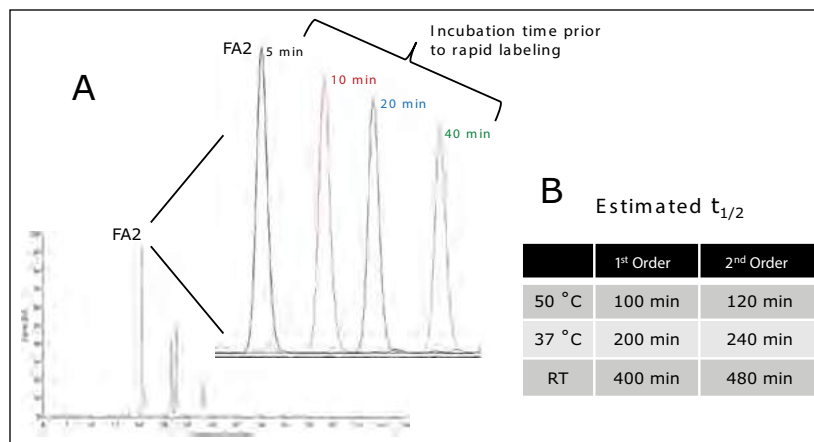 Incubation time prior
to rapid labeling
FA2
5 min
10 min
20 min
40 min
A
FA2
B
Estimated t1/2
1st Order 2nd Order
50 ˚C 100 min 120 min
37 ˚C 200 min 240 min
RT 400 min 480 min